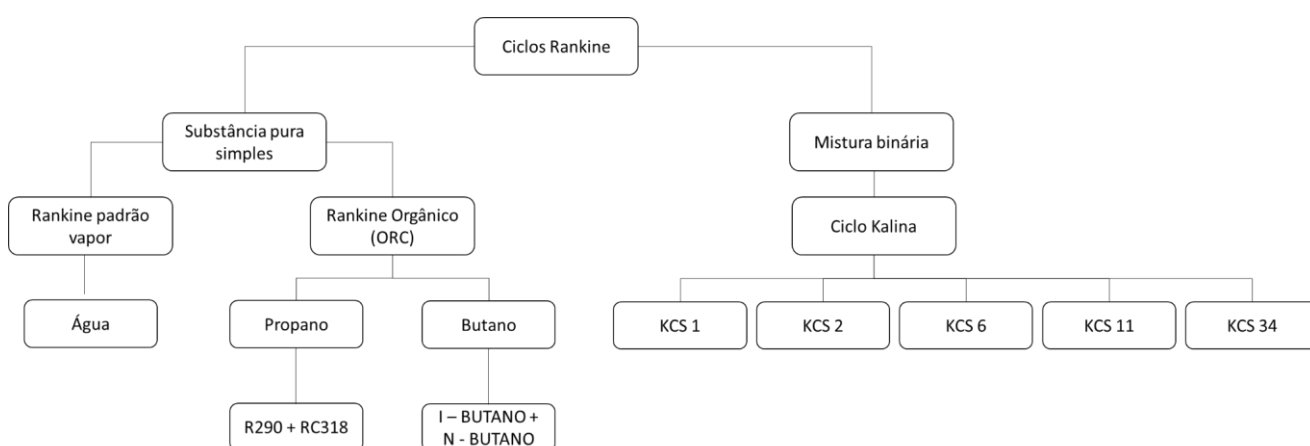 Ciclos Rankine
Substância pura
simples
Mistura binária
Rankine padrão
vapor
Rankine Orgânico
(ORC)
Ciclo Kalina
Água
Propano
Butano
KCS 1
KCS 2
KCS 6
KCS 11
KCS 34
R290 + RC318
I – BUTANO +
N - BUTANO